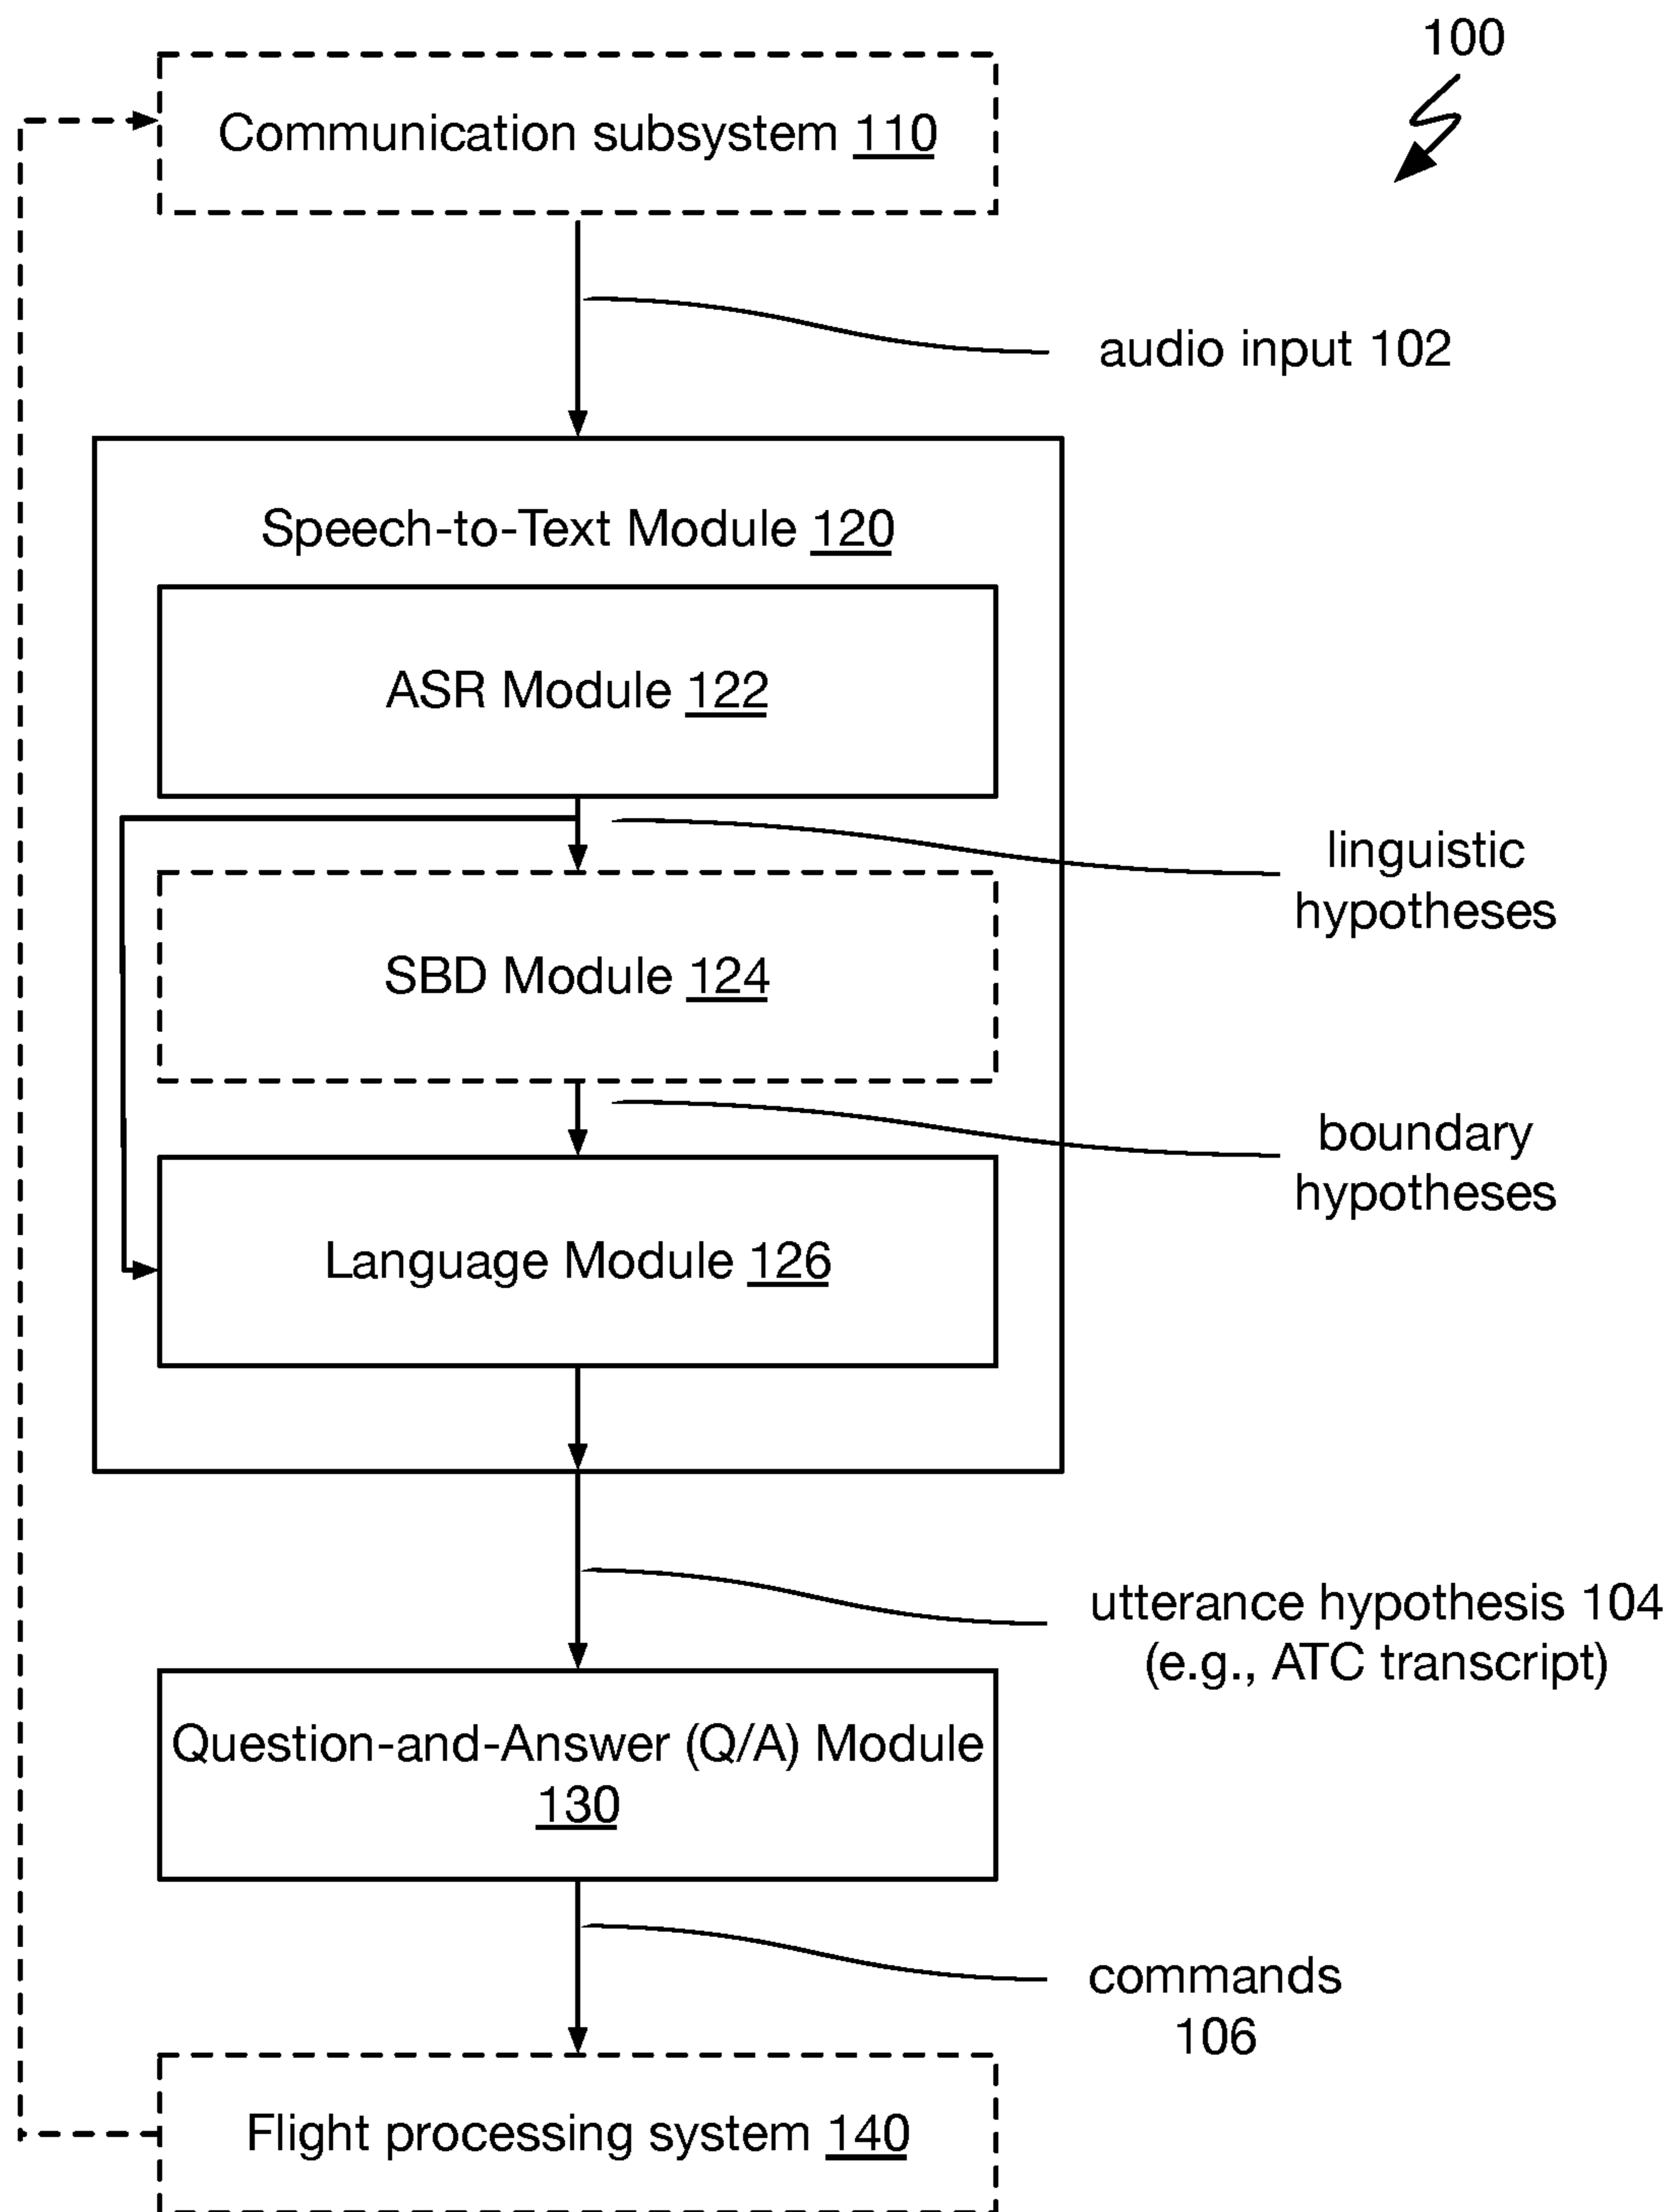 100
Communication subsystem 110
audio input 102
Speech-to-Text Module 120
ASR Module 122
linguistic
hypotheses
SBD Module 124
boundary
hypotheses
Language Module 126
utterance hypothesis 104
(e.g., ATC transcript)
Question-and-Answer (Q/A) Module
130
commands
106
Flight processing system 140